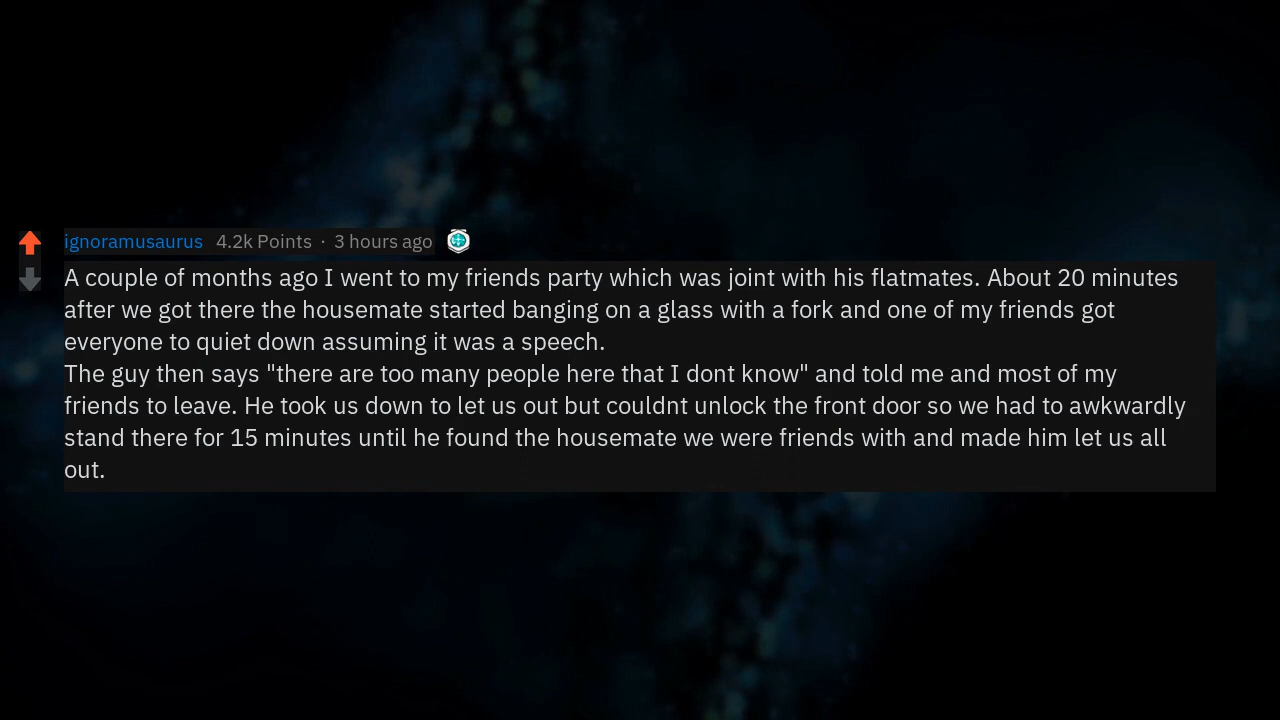 ignoramusaurus 4.2k Points · 3 hours ago
A couple of months ago I went to my friends party which was joint with his flatmates. About 20 minutes
after we got there the housemate started banging on a glass with a fork and one of my friends got
everyone to quiet down assuming it was a speech.
The guy then says "there are too many people here that I dont know" and told me and most of my
friends to leave. He took us down to let us out but couldnt unlock the front door so we had to awkwardly
stand there for 15 minutes until he found the housemate we were friends with and made him let us all
out.